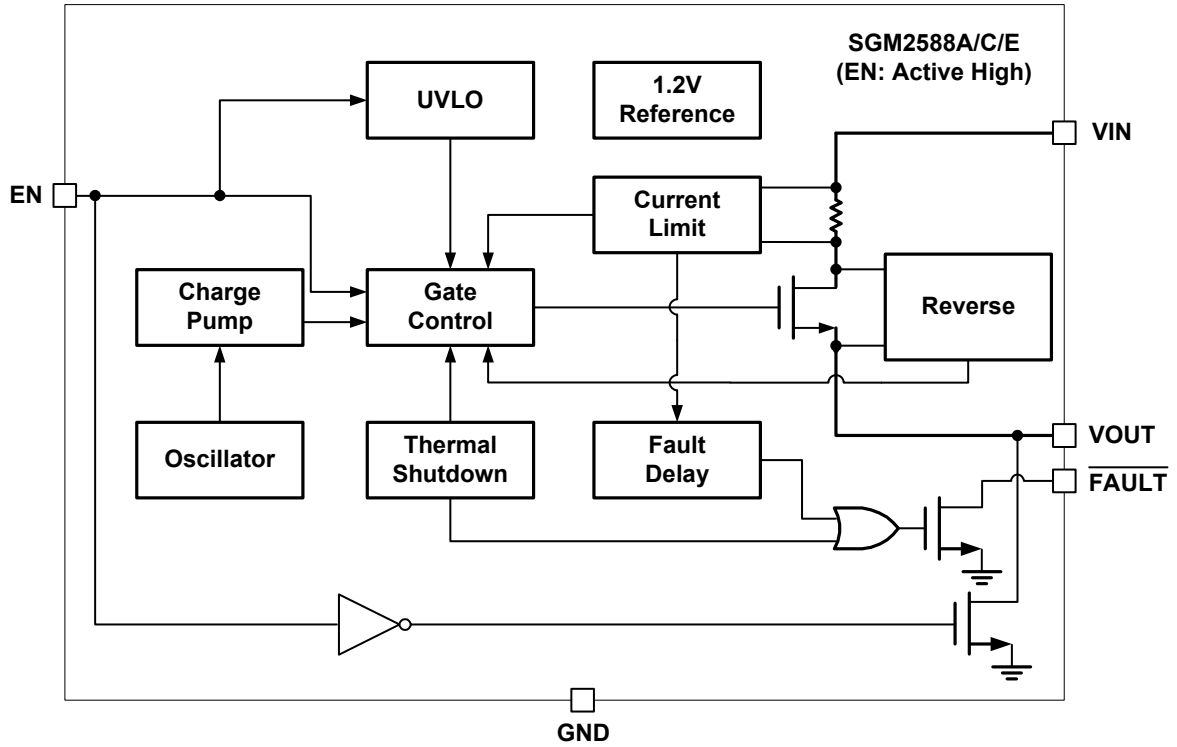 SGM2588A/C/E
(EN: Active High)
UVLO
1.2V
Reference
VIN
EN
Current
Limit
Charge
Pump
Gate
Control
Reverse
Oscillator
Thermal
Shutdown
Fault
Delay
VOUT
FAULT
GND